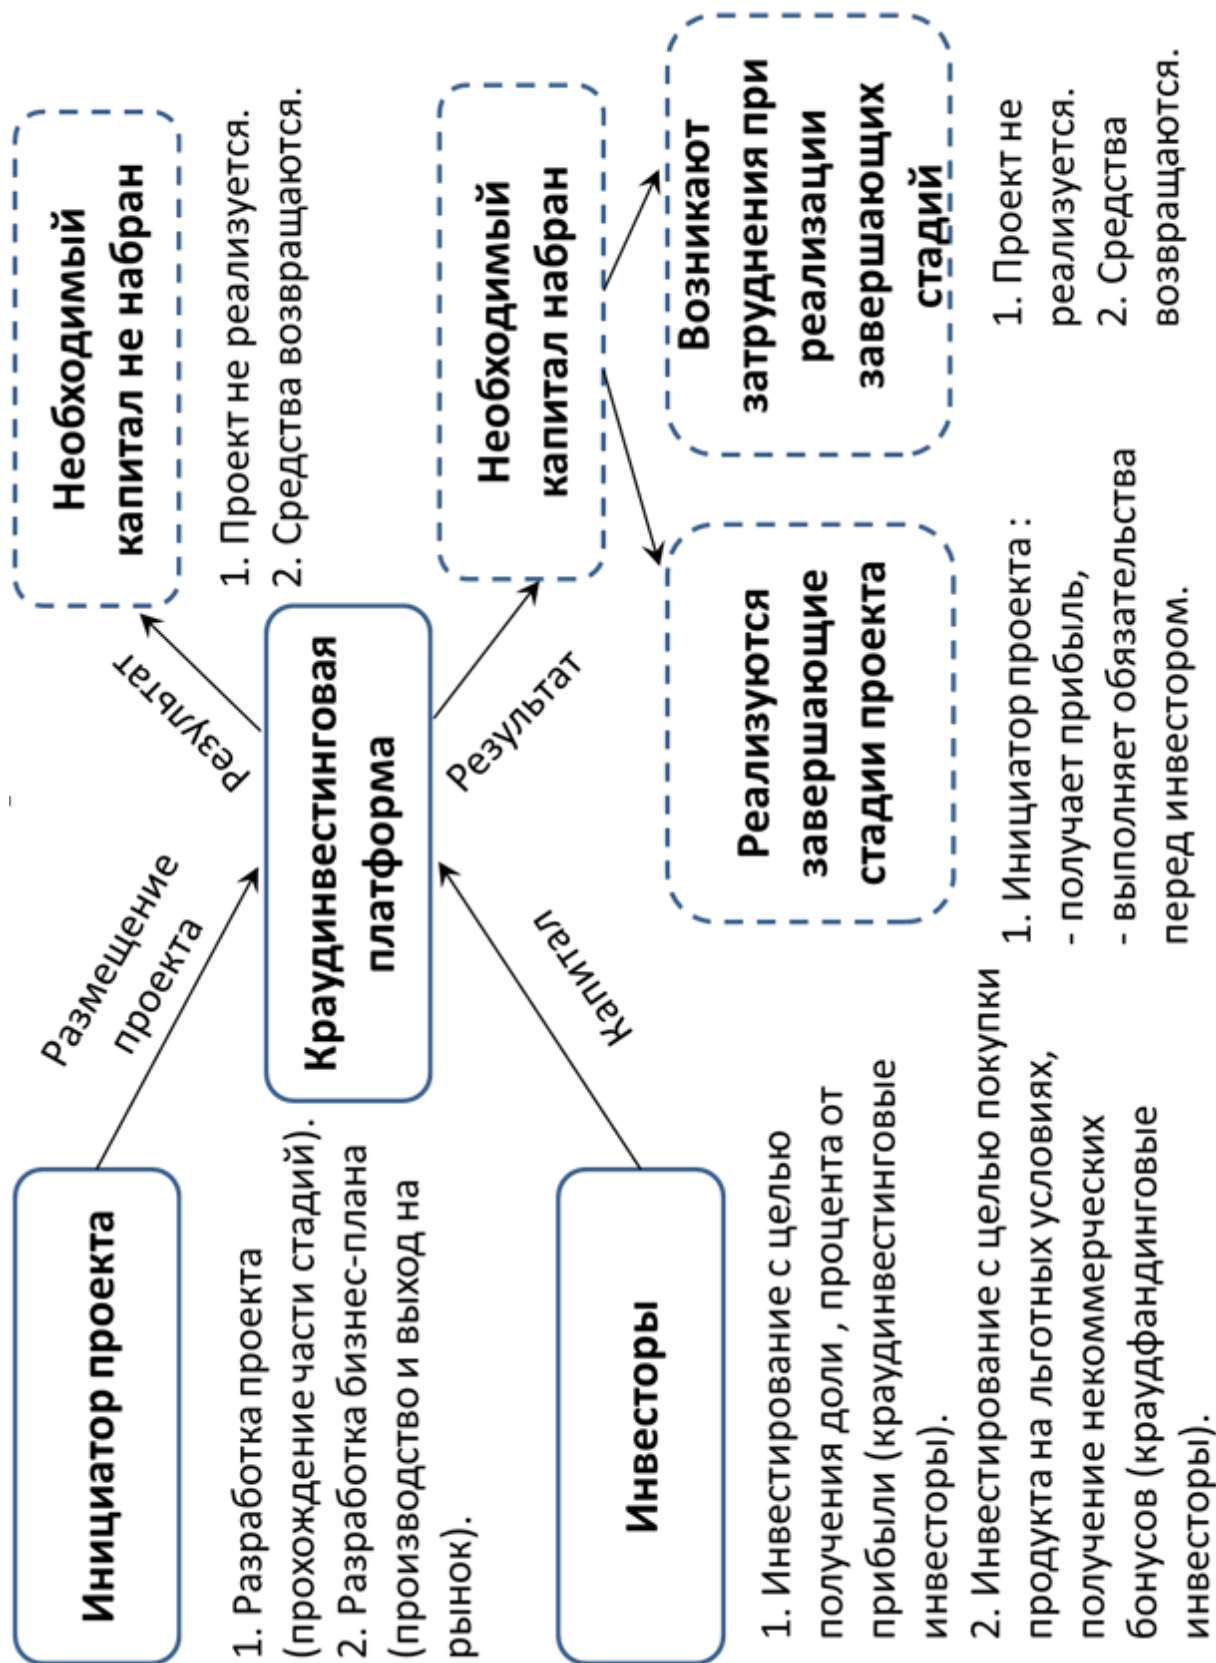 Инициатор проекта
1. Разработка проекта
(прохождение части стадий).
2. Разработка бизнес-плана
(производство и выход на
рынок).
Размещение
проекта
Краудинвестинговая
платформа
Результат
Необходимый
капитал не набран
1. Проект не реализуется.
2. Средства возвращаются.
Инвесторы
1. Инвестирование с целью
получения доли , процента от
прибыли (краудинвестинговые
инвесторы).
2. Инвестирование с целью покупки
продукта на льготных условиях,
получение некоммерческих
бонусов (краудфандинговые
инвесторы).
Капитал
Результат
Необходимый
капитал набран
Реализуются
завершающие
стадии проекта
1. Инициатор проекта :
- получает прибыль,
- выполняет обязательства
перед инвестором.
Возникают
затруднения при
реализации
завершающих
стадий
1. Проект не
реализуется.
2. Средства
возвращаются.